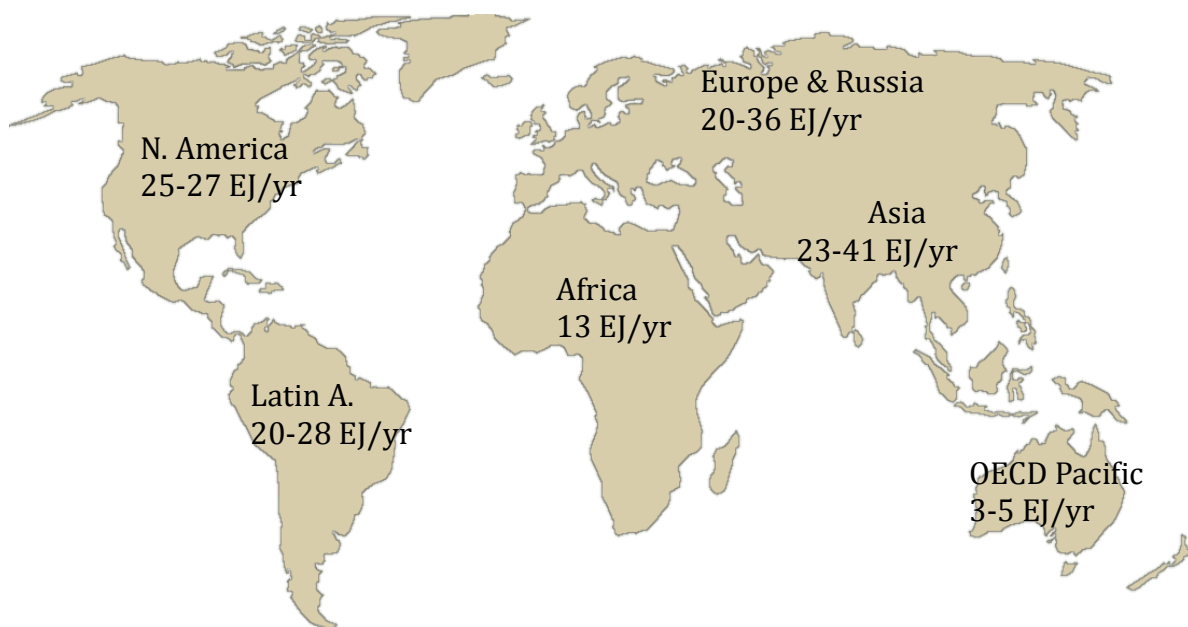 Europe & Russia
20-36 EJ/yr
N. America
25-27 EJ/yr
Asia
23-41 EJ/yr
Africa
13 EJ/yr
Latin A.
20-28 EJ/yr
OECD Pacific
3-5 EJ/yr